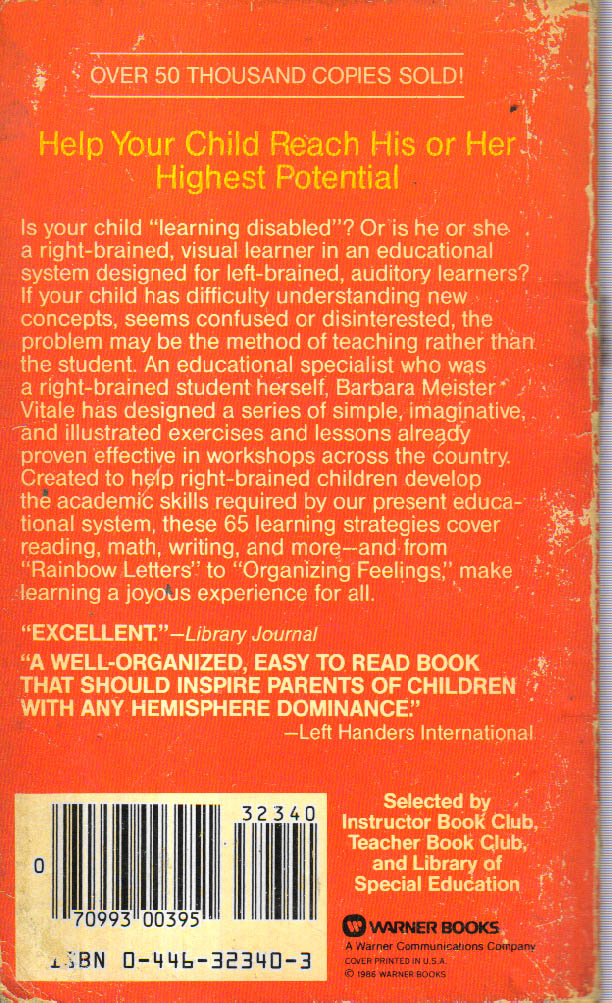 OVER 50 THOUSAND COPIES SOLD!
Help Your Child Reach His or Her
Highest Potential
Is your child "learning disabled"? Or is he or she
a right-brained, visual learner in an educational
system designed for left-brained, auditory learners?
If your child has difficulty understanding new
concepts, seems confused or disinterested, the
problem may be the method of teaching rather than
the student. An educational specialist who was
a right-brained student herself, Barbara Meister
Vitale has designed a series of simple, imaginative,
and illustrated exercises and lessons already
proven effective in workshops across the country.
Created to help right-brained children develop
the academic skills required by our present educa-
tional system, these 65 learning strategies cover
reading, math, writing, and more—and from
"Rainbow Letters" to "Organizing Feelings," make
learning a joyous experience for all.
"EXCELLENT."—Library Journal
"A WELL-ORGANIZED, EASY TO READ BOOK
THAT SHOULD INSPIRE PARENTS OF CHILDREN
WITH ANY HEMISPHERE DOMINANCE."
—Left Handers International
32340
0
70993 00395
ISBN 0-446-32340-3
Selected by
Instructor Book Club,
Teacher Book Club,
and Library of
Special Education
WARNER BOOKS
A Warner Communications Company
COVER PRINTED IN U.S.A.
© 1986 WARNER BOOKS